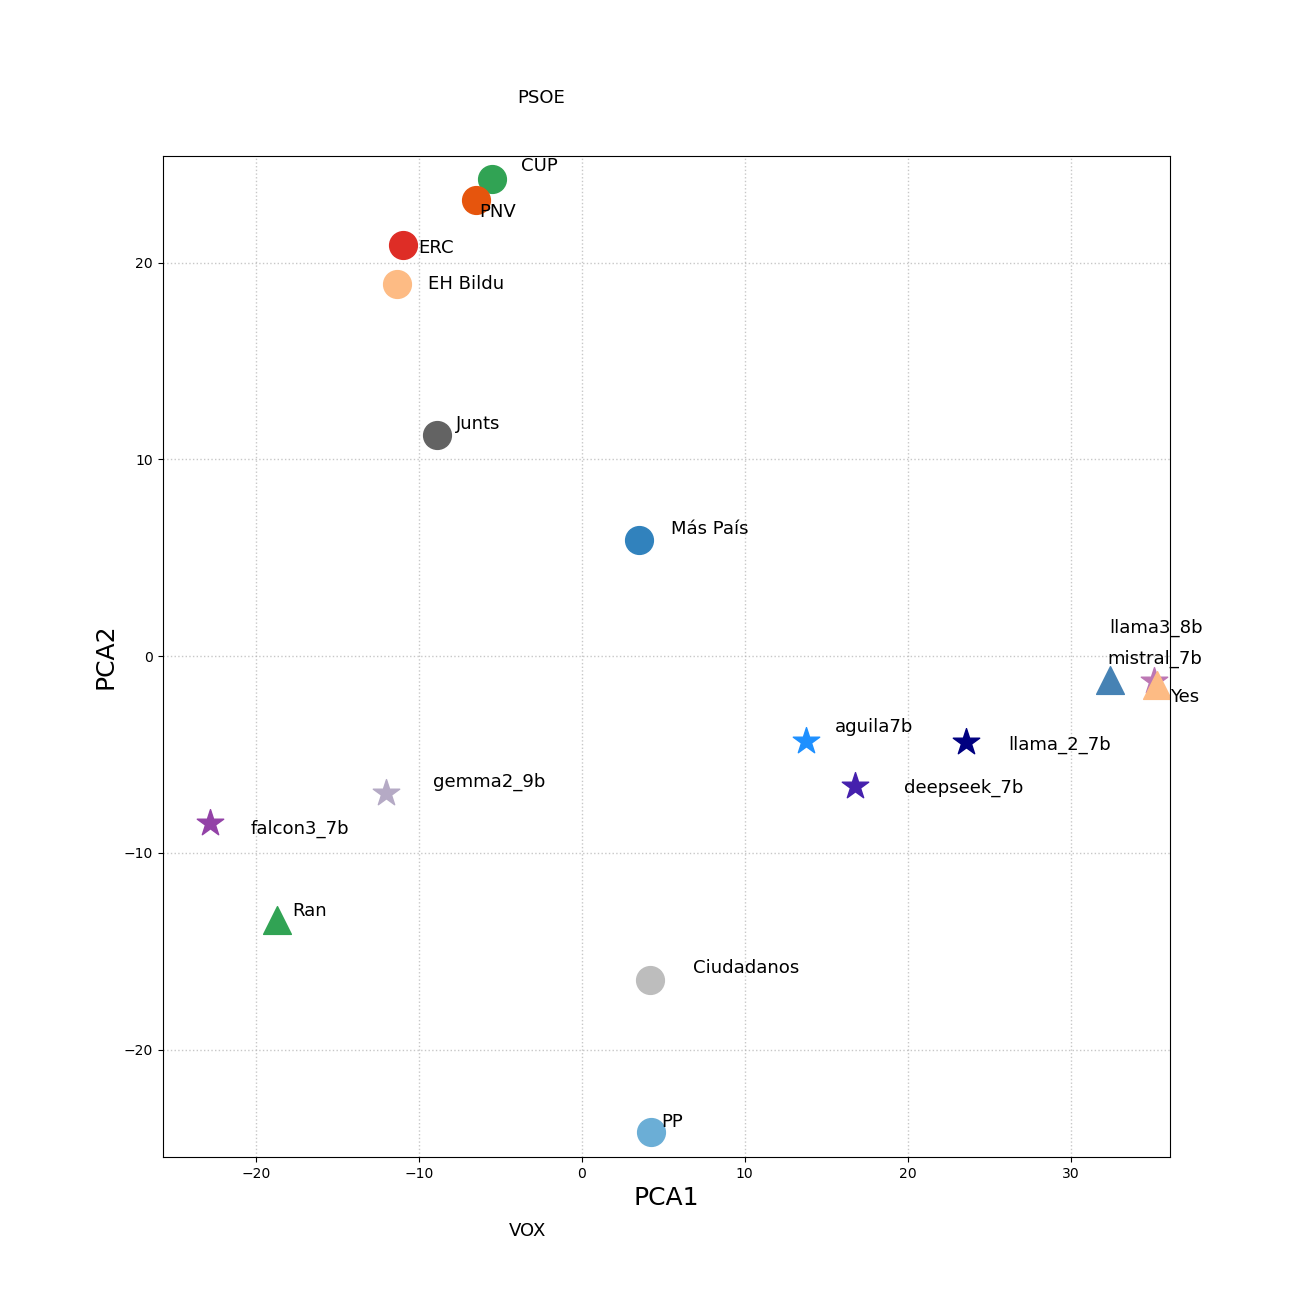 PSOE
CUP
PNV
ERC
20
EH Bildu
Junts
10
Más País
llama3_8b
PCA2
0
mistral_7b
Yes
aguila7b
llama_2_7b
gemma2_9b
deepseek_7b
falcon3_7b
−10
Ran
Ciudadanos
−20
PP
−20
−10
0
10
20
30
PCA1
VOX